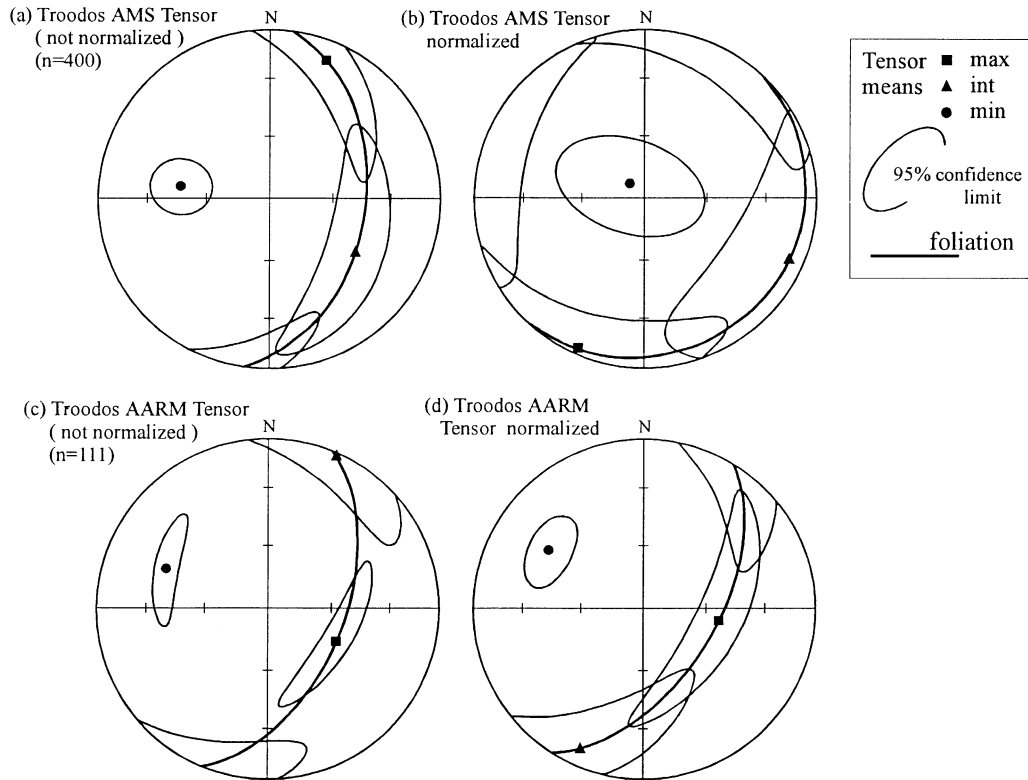 (a) Troodos AMS Tensor
( not normalized )
(n=400)
N
(b) Troodos AMS Tensor
normalized
N
Tensor
means
max
int
min
95% confidence
limit
foliation
(c) Troodos AARM Tensor
( not normalized )
(n=111)
N
(d) Troodos AARM
Tensor normalized
N